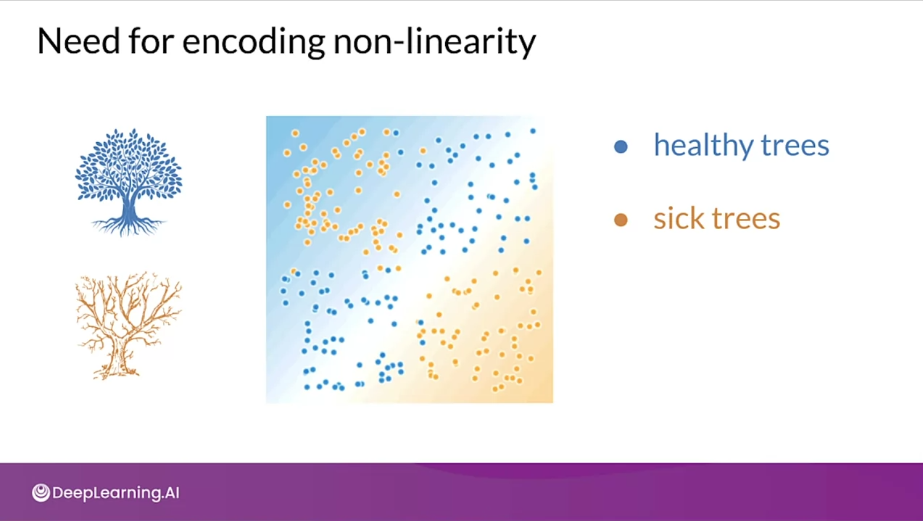 Need for encoding non-linearity
healthy trees
sick trees
DeepLearning.AI